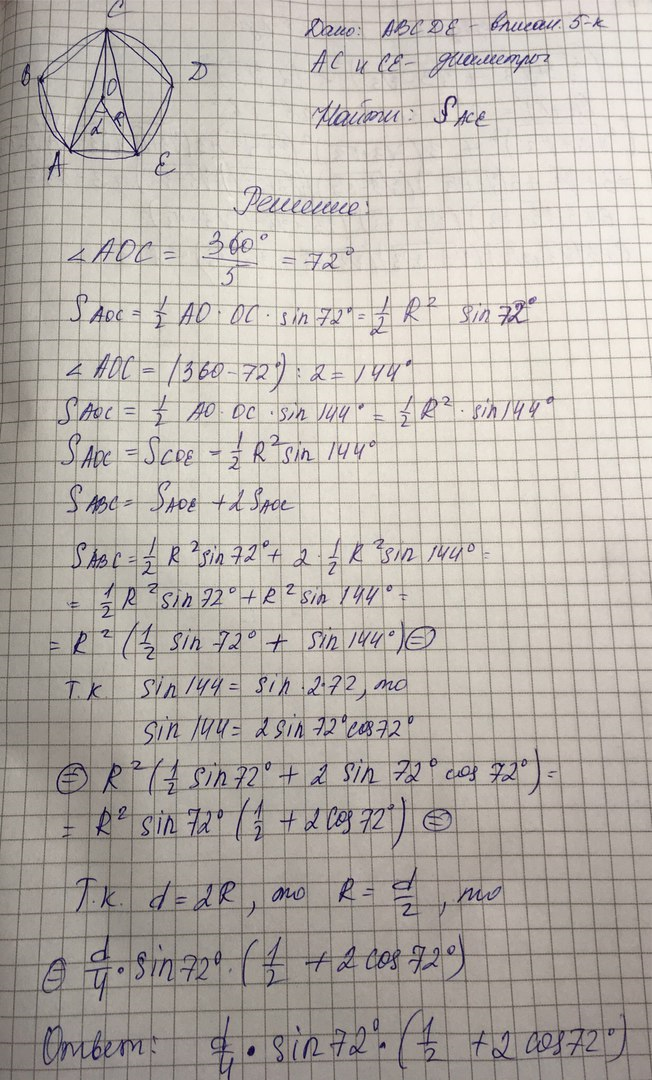 C
B
O
D
α
A
E
Дано: ABCDE - вписан. 5-к
AC и CE - диаметры
Найти: S ACE
Решение:
∠AOC = 360°/5 = 72°
S AOC = 1/2 AO · OC · sin 72° = 1/2 R² sin 72°
∠AOC = (360 - 72°) : 2 = 144°
S AOC = 1/2 AO · OC · sin 144° = 1/2 R² · sin 144°
S AOC = S COE = 1/2 R² sin 144°
S ABC = S AOE + 2 S AOC
S ABC = 1/2 R² sin 72° + 2 · 1/2 R² sin 144° =
= 1/2 R² sin 72° + R² sin 144° =
= R² (1/2 sin 72° + sin 144°) ⊜
Т.к sin 144 = sin · 2·72, то
sin 144 = 2 sin 72° cos 72°
⊜ R² (1/2 sin 72° + 2 sin 72° cos 72°) =
= R² sin 72° (1/2 + 2 cos 72°) ⊜
Т.к. d = 2R, то R = d/2, то
⊜ d/4 · sin 72° · (1/2 + 2 cos 72°)
Ответ: d/4 · sin 72° · (1/2 + 2 cos 72°)